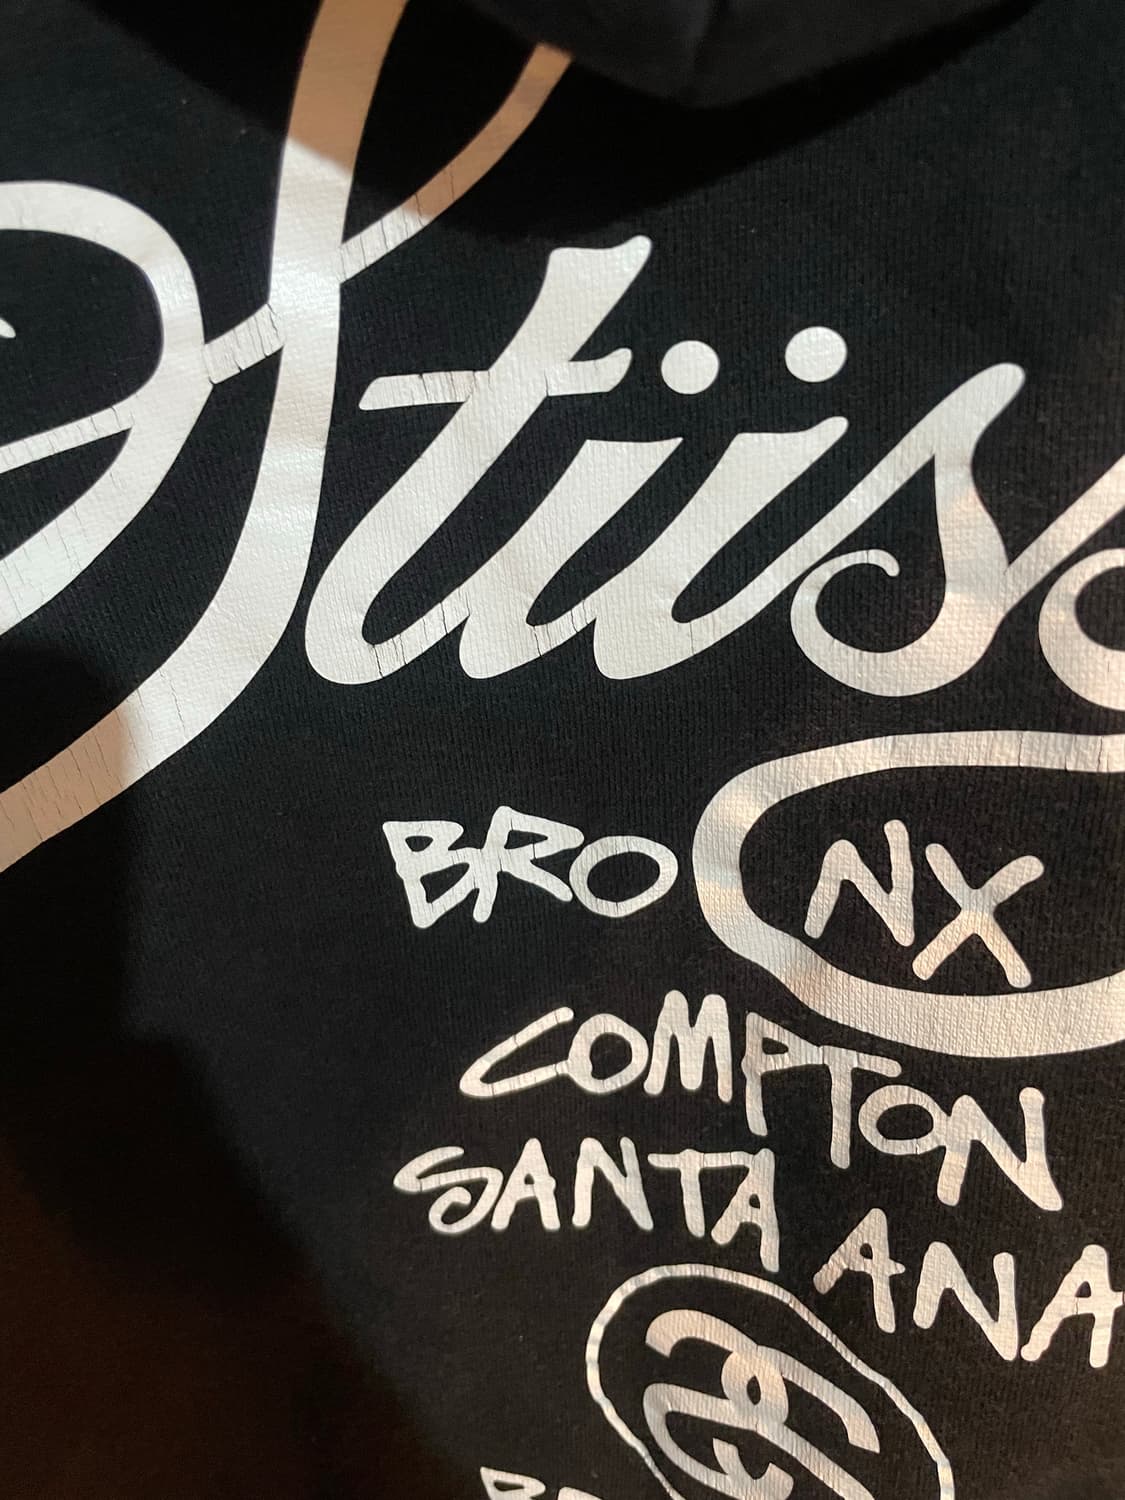 Stüss
BRONX
COMPTON
SANTA ANA